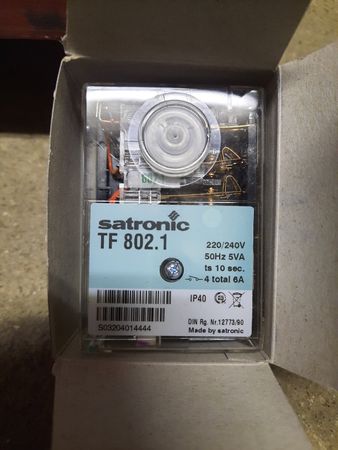 satronic
TF 802.1
220/240V
50Hz 5VA
ts 10 sec.
4 total 6A
IP40
S03204014444
DIN Rg. Nr.12773/90
Made by satronic